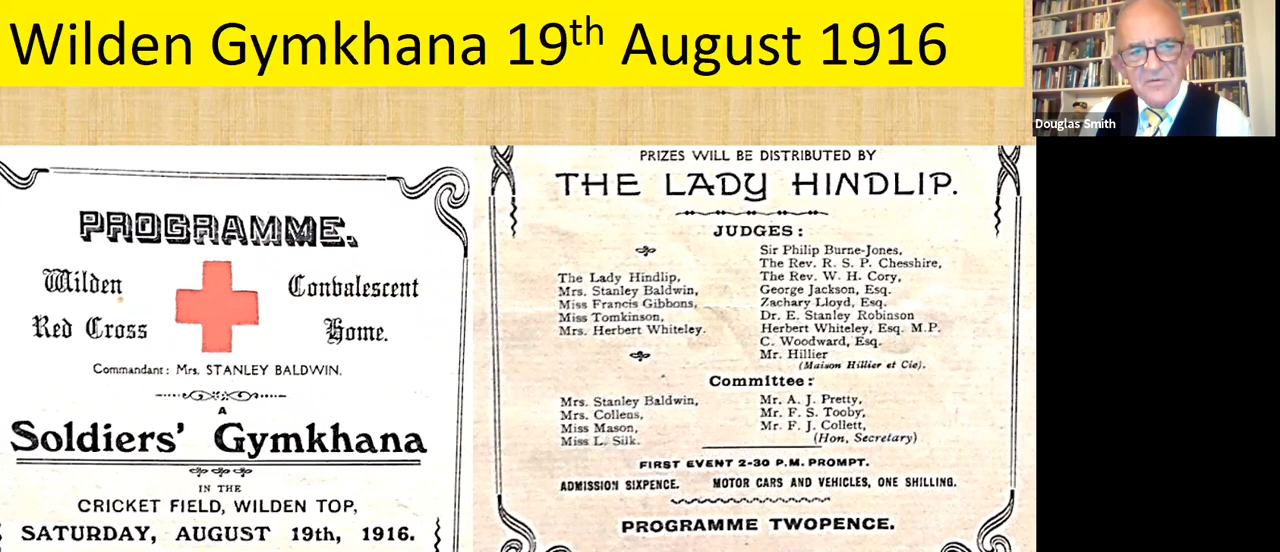 Wilden Gymkhana 19th August 1916
Douglas Smith
PROGRAMME.
Wilden Convalescent
Red Cross Home.
Commandant: Mrs. STANLEY BALDWIN.
A
Soldiers' Gymkhana
IN THE
CRICKET FIELD, WILDEN TOP,
SATURDAY, AUGUST 19th, 1916.
PRIZES WILL BE DISTRIBUTED BY
THE LADY HINDLIP.
JUDGES:
The Lady Hindlip,
Mrs. Stanley Baldwin,
Miss Francis Gibbons,
Miss Tomkinson,
Mrs. Herbert Whiteley.
Sir Philip Burne-Jones,
The Rev. R. S. P. Chesshire,
The Rev. W. H. Cory,
George Jackson, Esq.
Zachary Lloyd, Esq.
Dr. E. Stanley Robinson
Herbert Whiteley, Esq. M.P.
C. Woodward, Esq.
Mr. Hillier
(Maison Hillier et Cie).
Committee:
Mrs. Stanley Baldwin,
Mrs. Collens,
Miss Mason,
Miss L. Silk.
Mr. A. J. Pretty,
Mr. F. S. Tooby,
Mr. F. J. Collett,
(Hon, Secretary)
FIRST EVENT 2-30 P.M. PROMPT.
ADMISSION SIXPENCE. MOTOR CARS AND VEHICLES, ONE SHILLING.
PROGRAMME TWOPENCE.